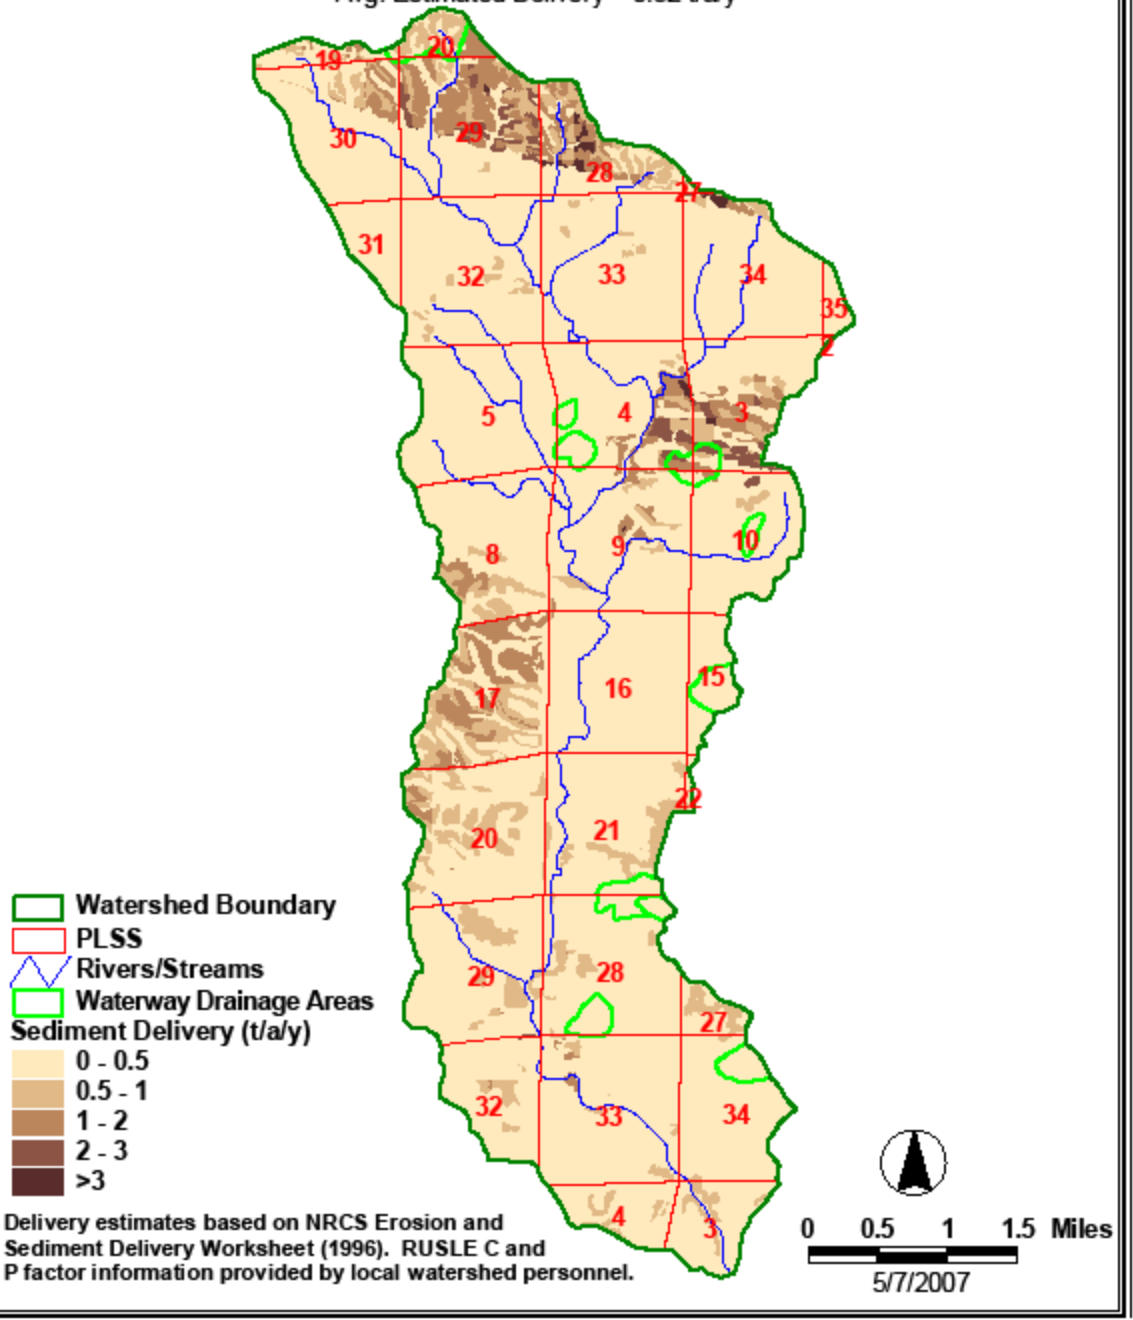 19
20
30
29
28
27
31
32
33
34
35
2
5
4
3
8
9
10
17
16
15
22
20
21
29
28
27
32
33
34
4
3
Watershed Boundary
PLSS
Rivers/Streams
Waterway Drainage Areas
Sediment Delivery (t/a/y)
0 - 0.5
0.5 - 1
1 - 2
2 - 3
>3
Delivery estimates based on NRCS Erosion and
Sediment Delivery Worksheet (1996). RUSLE C and
P factor information provided by local watershed personnel.
0 0.5 1 1.5 Miles
5/7/2007